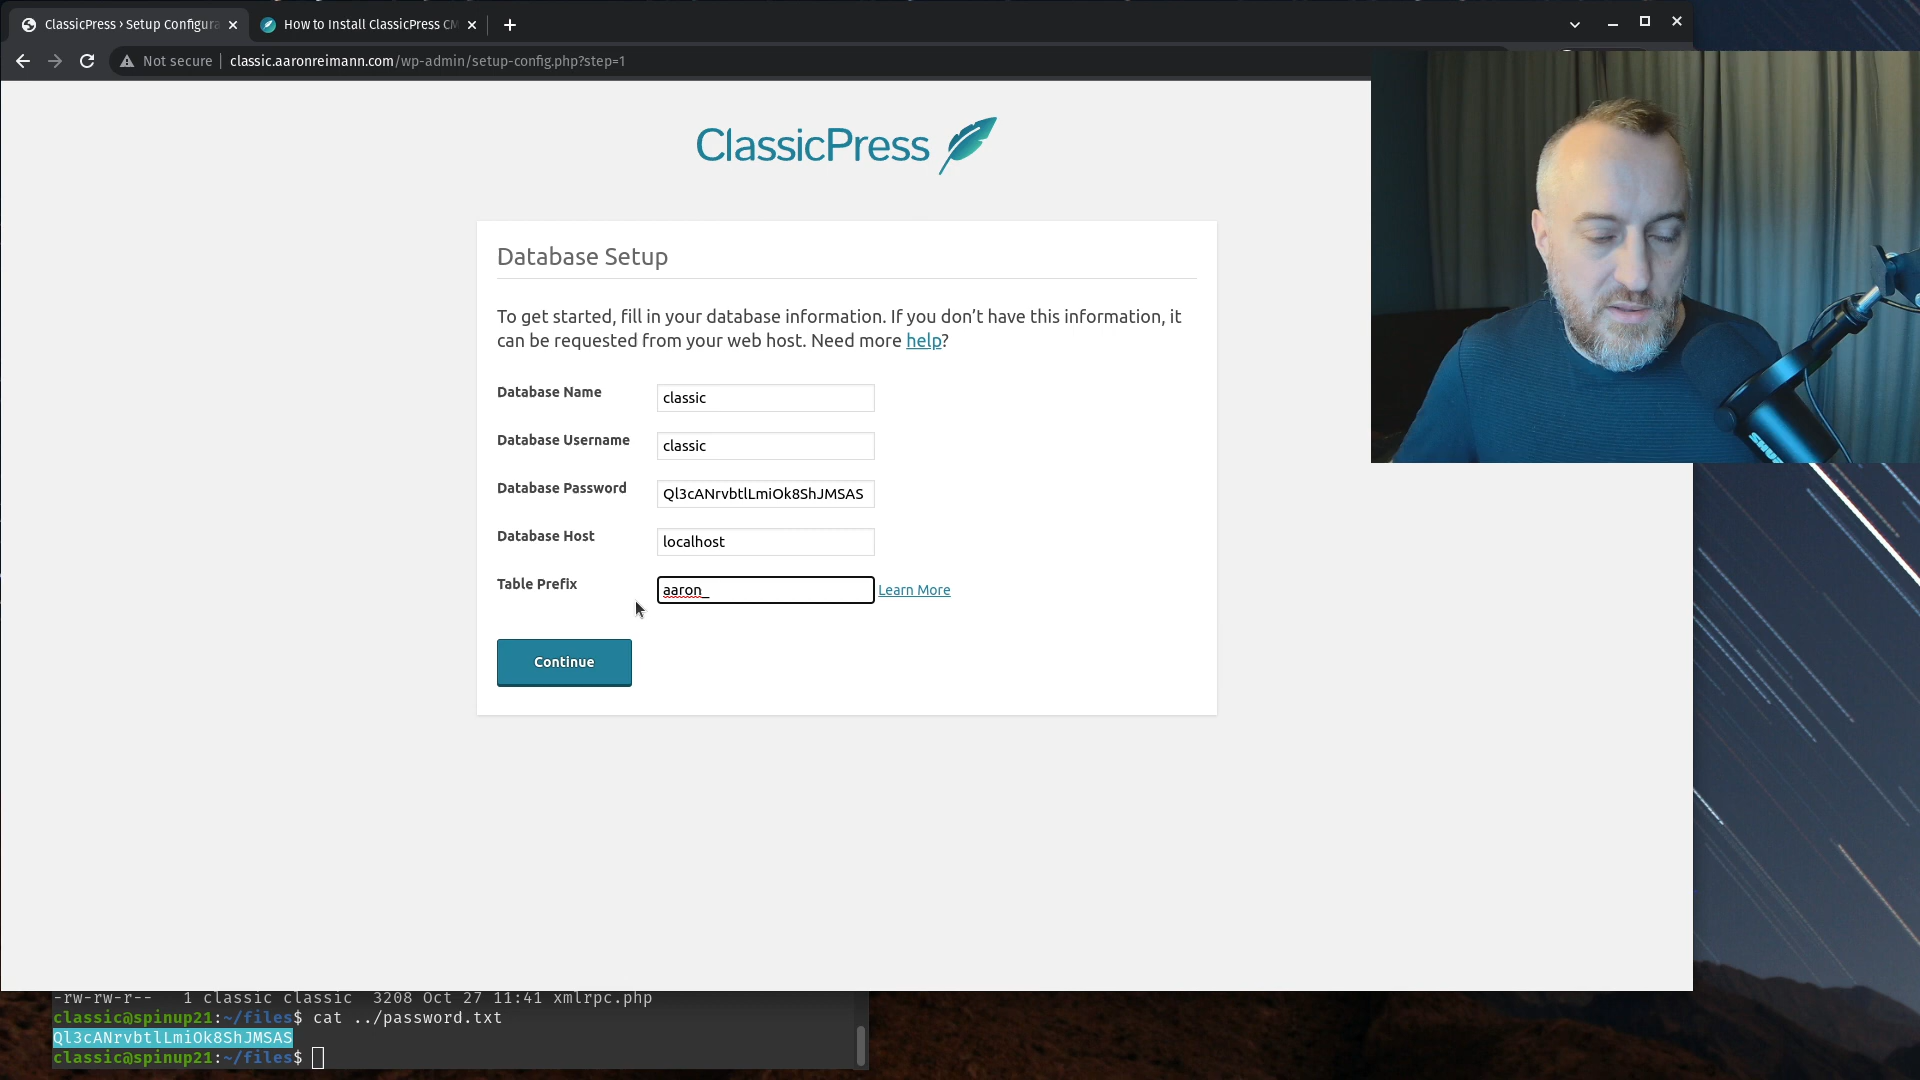 ClassicPress › Setup Configura
How to Install ClassicPress CM
Not secure
classic.aaronreimann.com/wp-admin/setup-config.php?step=1
ClassicPress
Database Setup
To get started, fill in your database information. If you don’t have this information, it
can be requested from your web host. Need more help?
Database Name
classic
Database Username
classic
Database Password
Ql3cANrvbtlLmiOk8ShJMSAS
Database Host
localhost
Table Prefix
aaron_
Learn More
Continue
SHURE
-rw-rw-r-- 1 classic classic 3208 Oct 27 11:41 xmlrpc.php
classic@spinup21:~/files$ cat ../password.txt
Ql3cANrvbtlLmiOk8ShJMSAS
classic@spinup21:~/files$